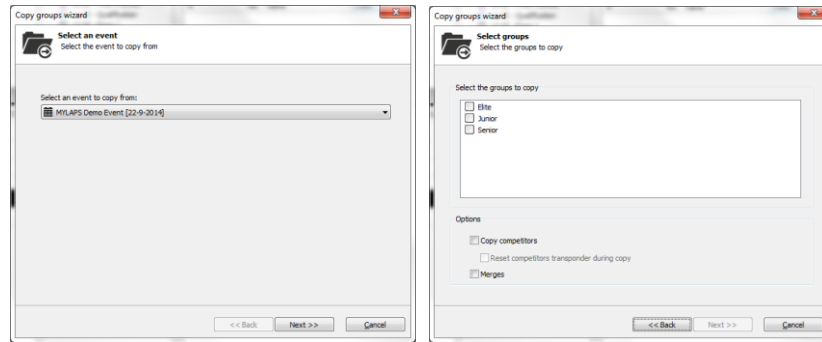 Copy groups wizard
Select an event
Select the event to copy from
Select an event to copy from:
MYLAPS Demo Event [22-9-2014]
<< Back
Next >>
Cancel
Copy groups wizard
Select groups
Select the groups to copy
Select the groups to copy
Elite
Junior
Senior
Options
Copy competitors
Reset competitors transponder during copy
Merges
<< Back
Next >>
Cancel